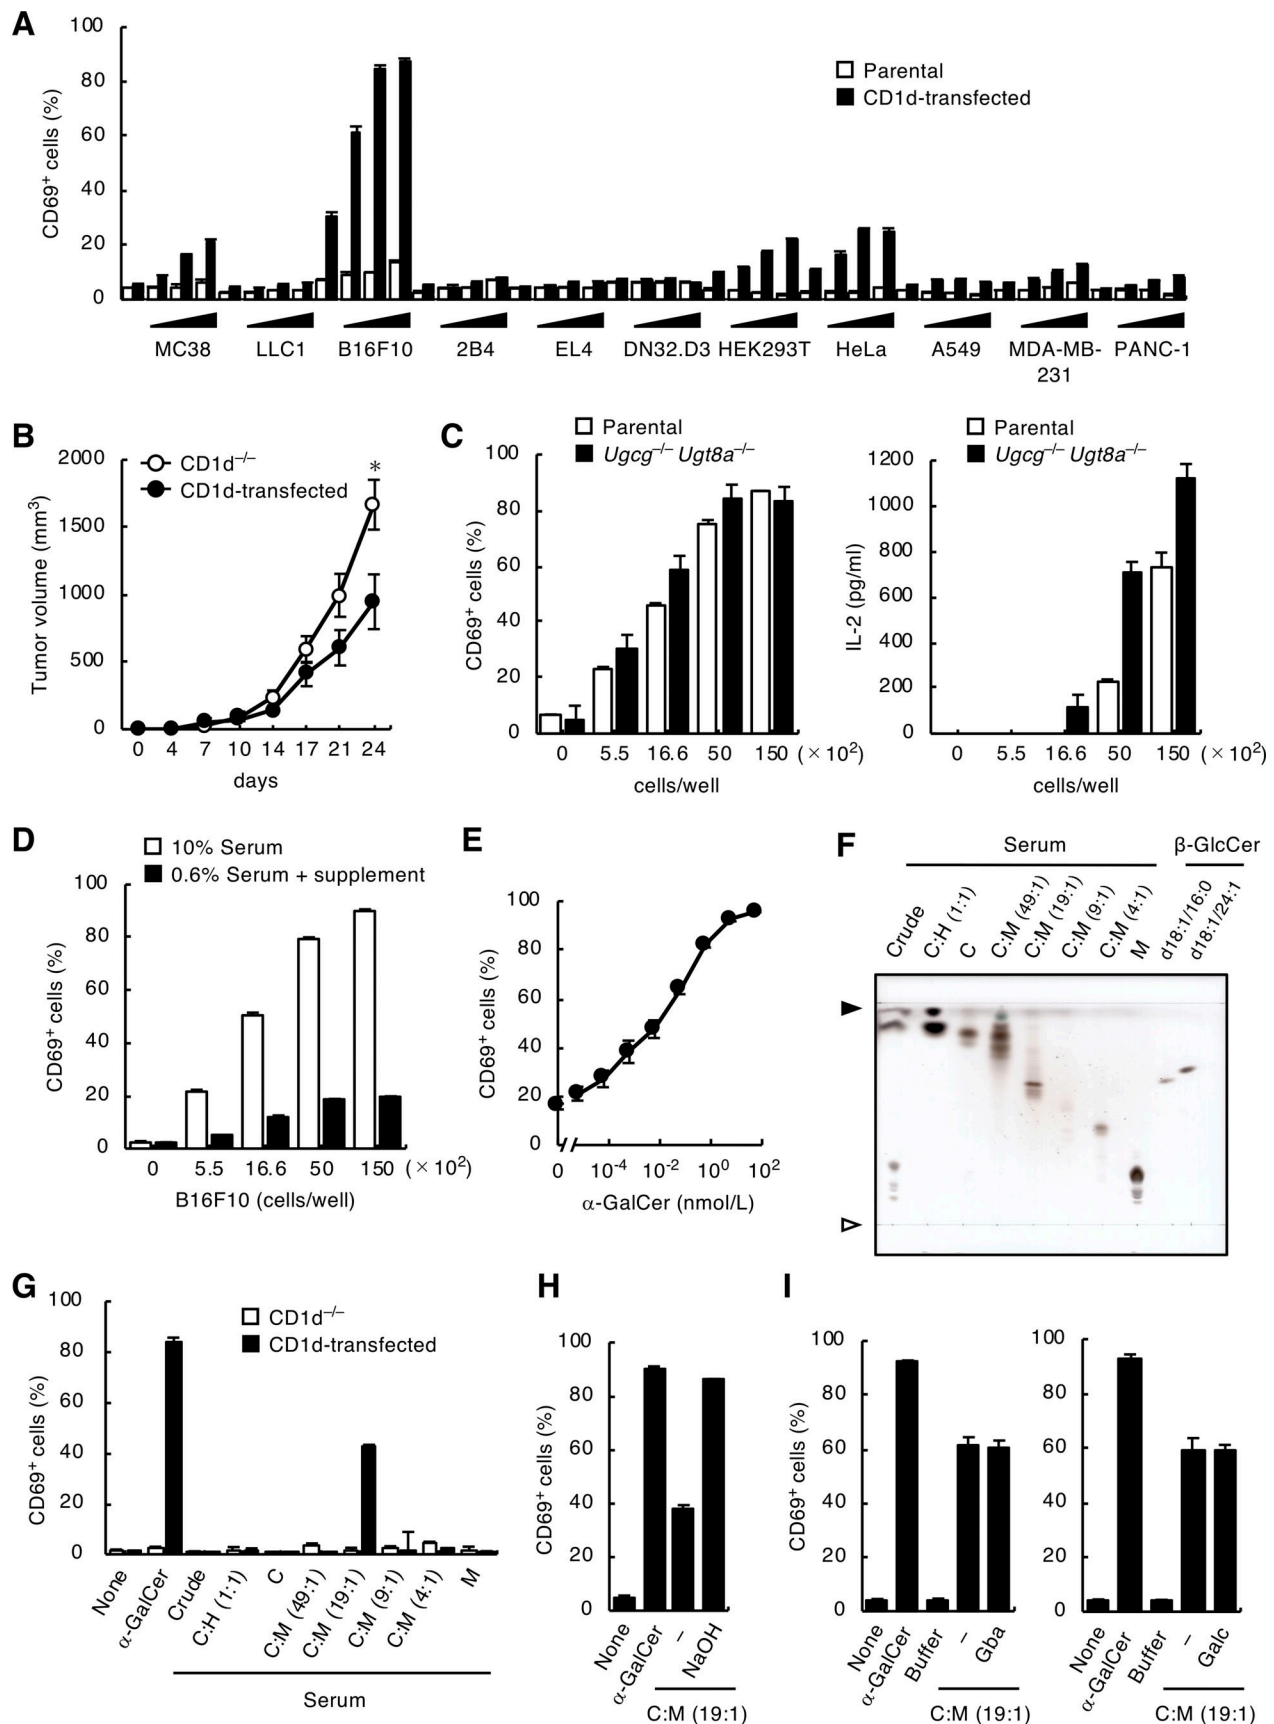 A
100
80
60
40
20
0
CD69⁺ cells (%)
Parental
CD1d-transfected
MC38
LLC1
B16F10
2B4
EL4
DN32.D3
HEK293T
HeLa
A549
MDA-MB-
231
PANC-1
B
2000
1500
1000
500
0
Tumor volume (mm³)
CD1d⁻/⁻
CD1d-transfected
*
0 4 7 10 14 17 21 24
days
C
Parental
Ugcg⁻/⁻ Ugt8a⁻/⁻
100
80
60
40
20
0
CD69⁺ cells (%)
0 5.5 16.6 50 150 (×10²)
cells/well
Parental
Ugcg⁻/⁻ Ugt8a⁻/⁻
1200
1000
800
600
400
200
0
IL-2 (pg/ml)
0 5.5 16.6 50 150 (×10²)
cells/well
D
10% Serum
0.6% Serum + supplement
100
80
60
40
20
0
CD69⁺ cells (%)
0 5.5 16.6 50 150 (×10²)
B16F10 (cells/well)
E
100
80
60
40
20
0
CD69⁺ cells (%)
0 10⁻⁴ 10⁻² 10⁰ 10²
α-GalCer (nmol/L)
F
Serum
β-GlcCer
Crude
C:H (1:1)
C
C:M (49:1)
C:M (19:1)
C:M (9:1)
C:M (4:1)
M
d18:1/16:0
d18:1/24:1
G
100
80
60
40
20
0
CD69⁺ cells (%)
CD1d⁻/⁻
CD1d-transfected
None
α-GalCer
Crude
C:H (1:1)
C
C:M (49:1)
C:M (19:1)
C:M (9:1)
C:M (4:1)
M
Serum
H
100
80
60
40
20
0
CD69⁺ cells (%)
None
α-GalCer
–
NaOH
C:M (19:1)
I
100
80
60
40
20
0
CD69⁺ cells (%)
None
α-GalCer
Buffer
–
Gba
C:M (19:1)
100
80
60
40
20
0
None
α-GalCer
Buffer
–
Galc
C:M (19:1)